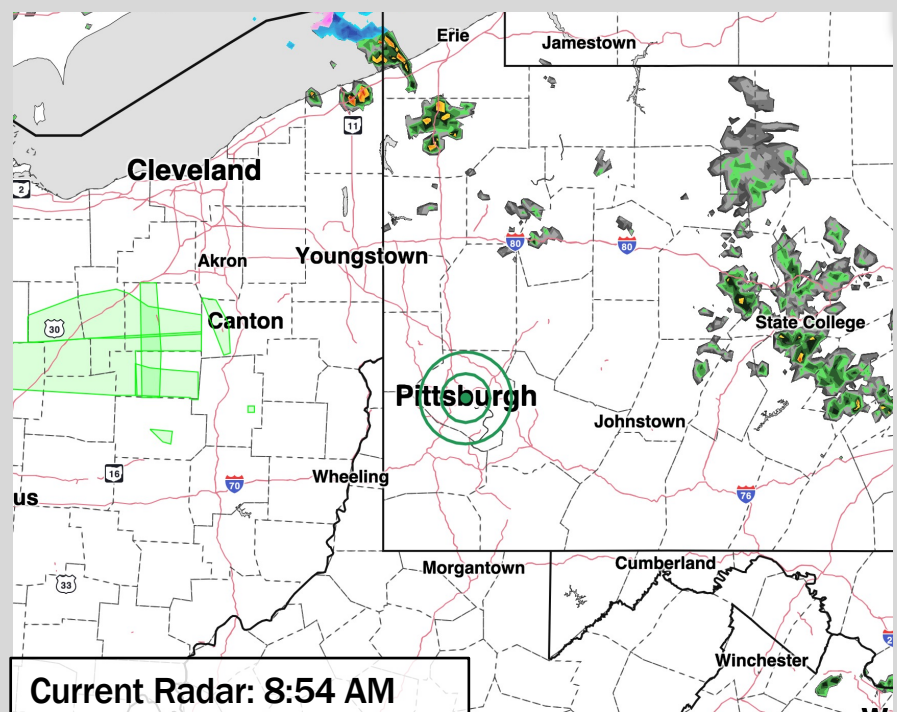 Erie
Jamestown
11
Cleveland
2
80
80
Youngstown
Akron
Canton
State College
30
Pittsburgh
Johnstown
16
Wheeling
70
us
76
Morgantown
Cumberland
33
2
Winchester
Current Radar: 8:54 AM